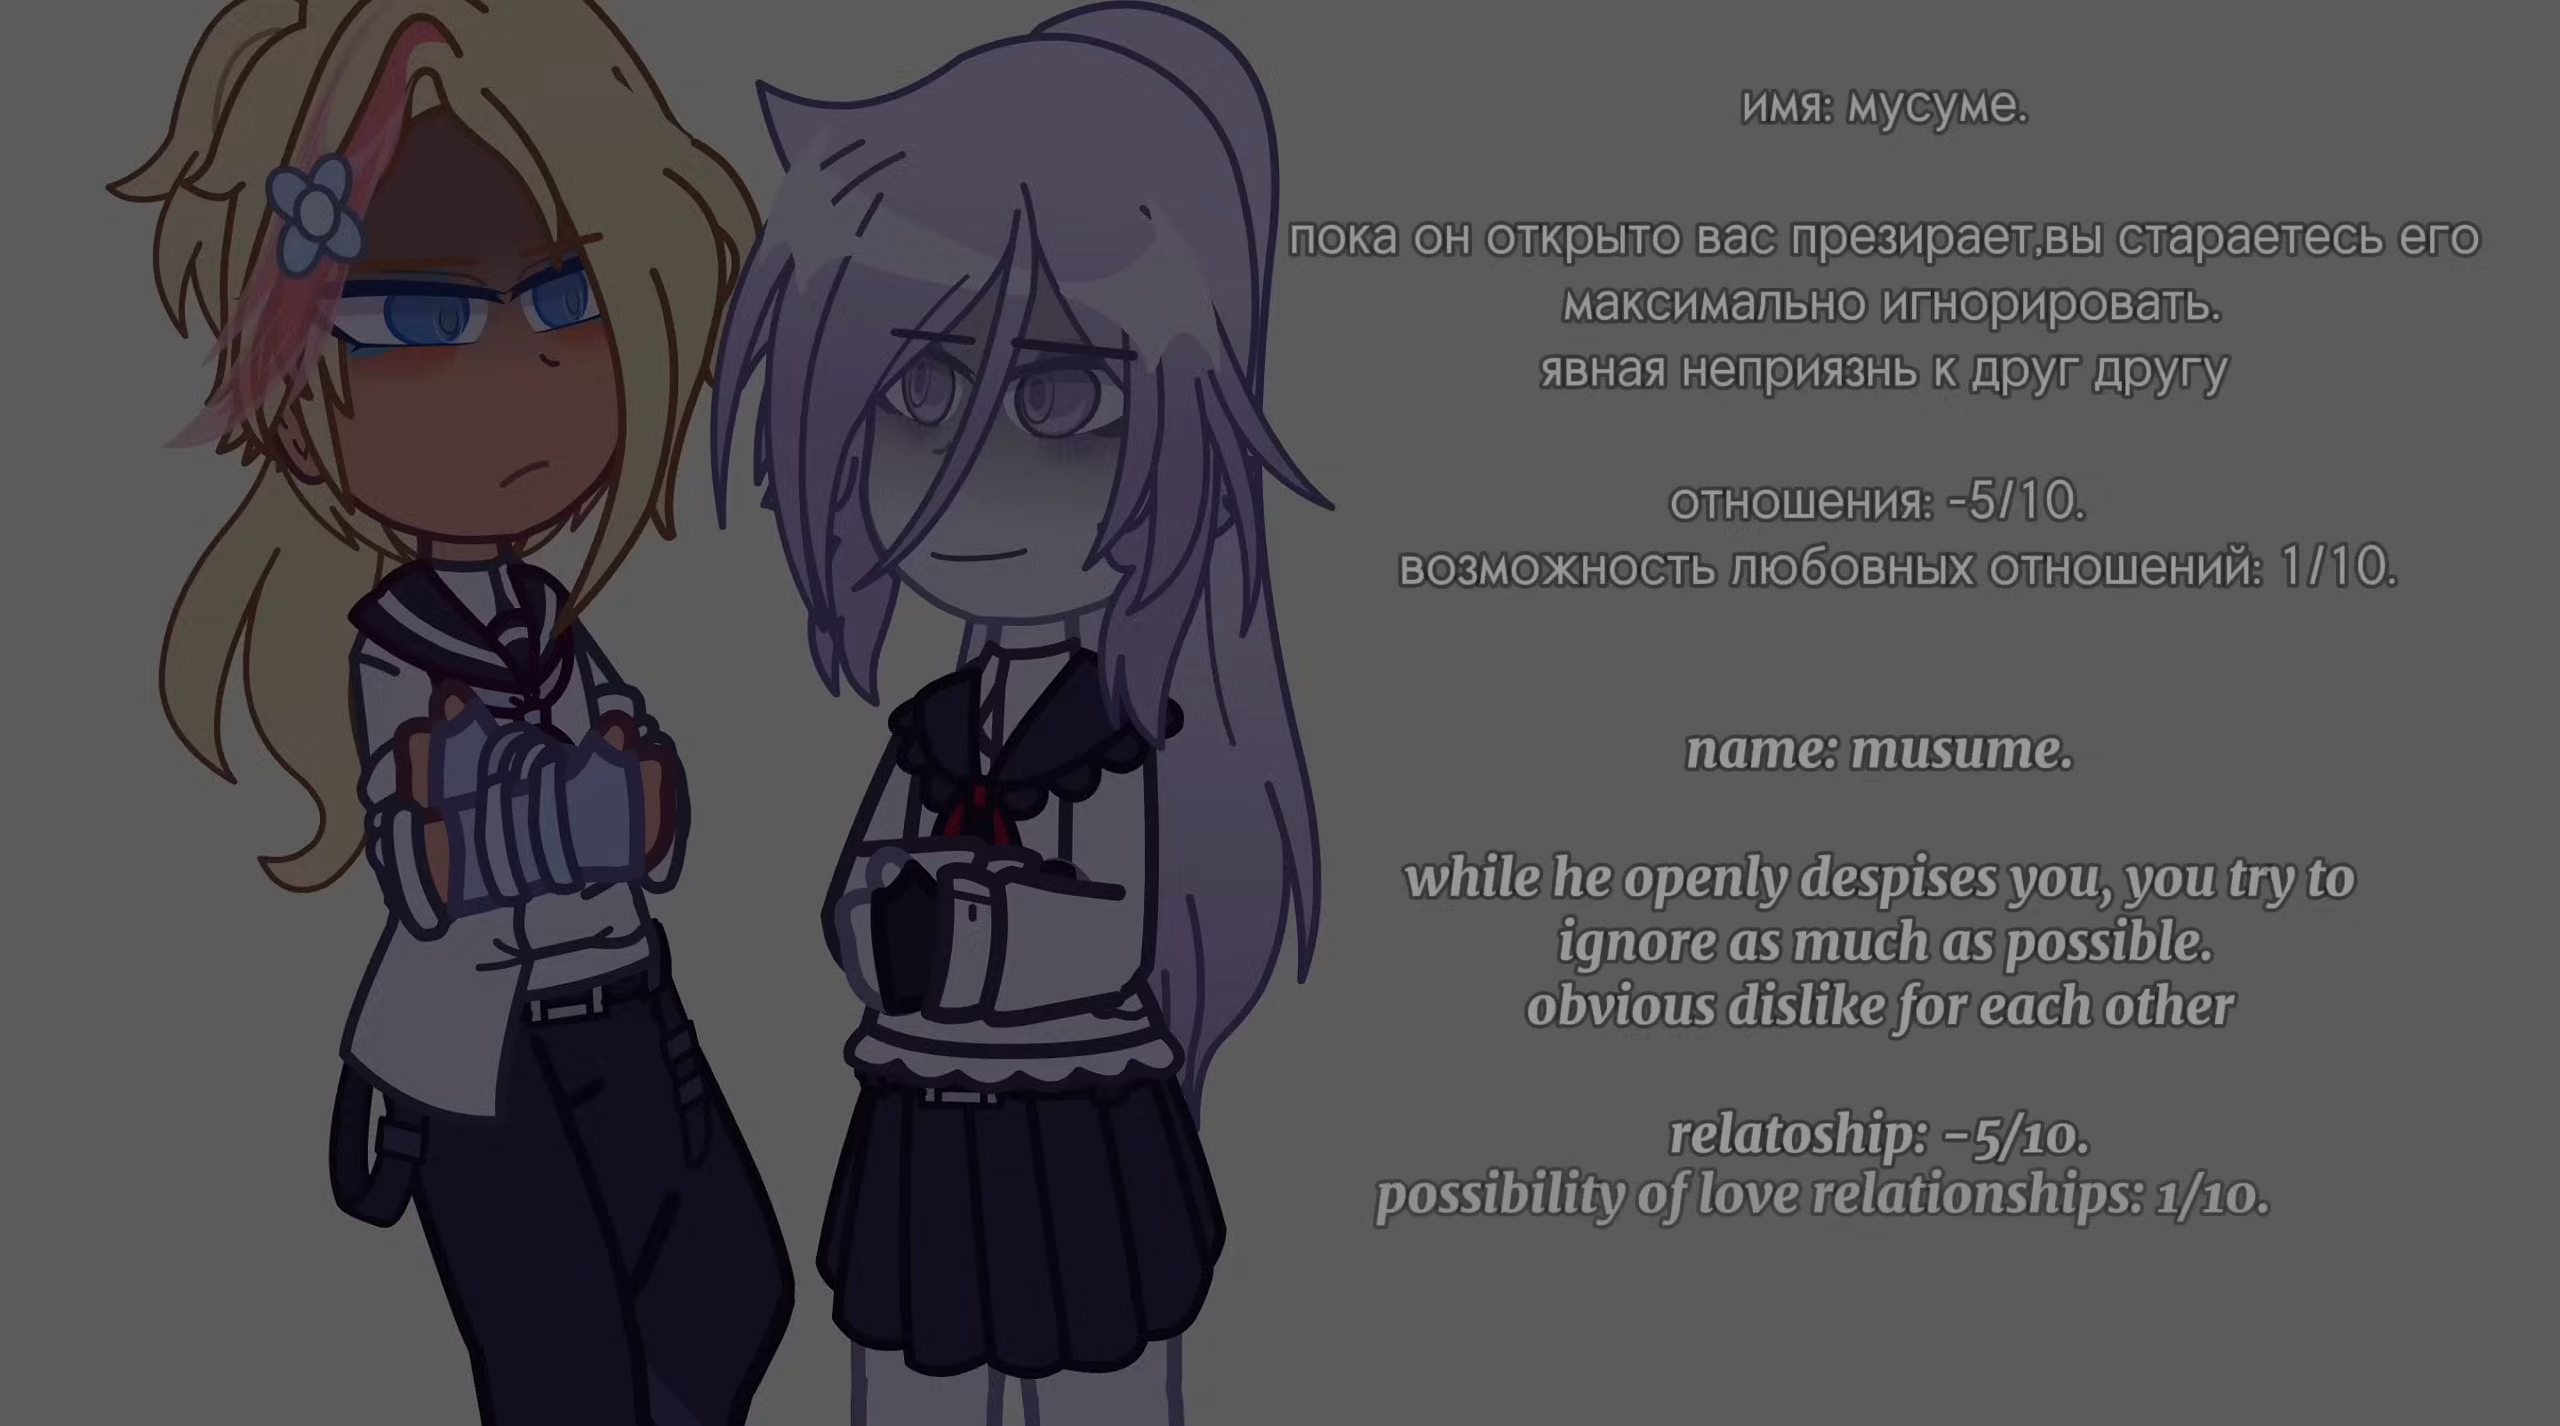 имя: мусуме.
пока он открыто вас презирает,вы стараетесь его
максимально игнорировать.
явная неприязнь к друг другу
отношения: -5/10.
возможность любовных отношений: 1/10.
name: musume.
while he openly despises you, you try to
ignore as much as possible.
obvious dislike for each other
relatoship: -5/10.
possibility of love relationships: 1/10.